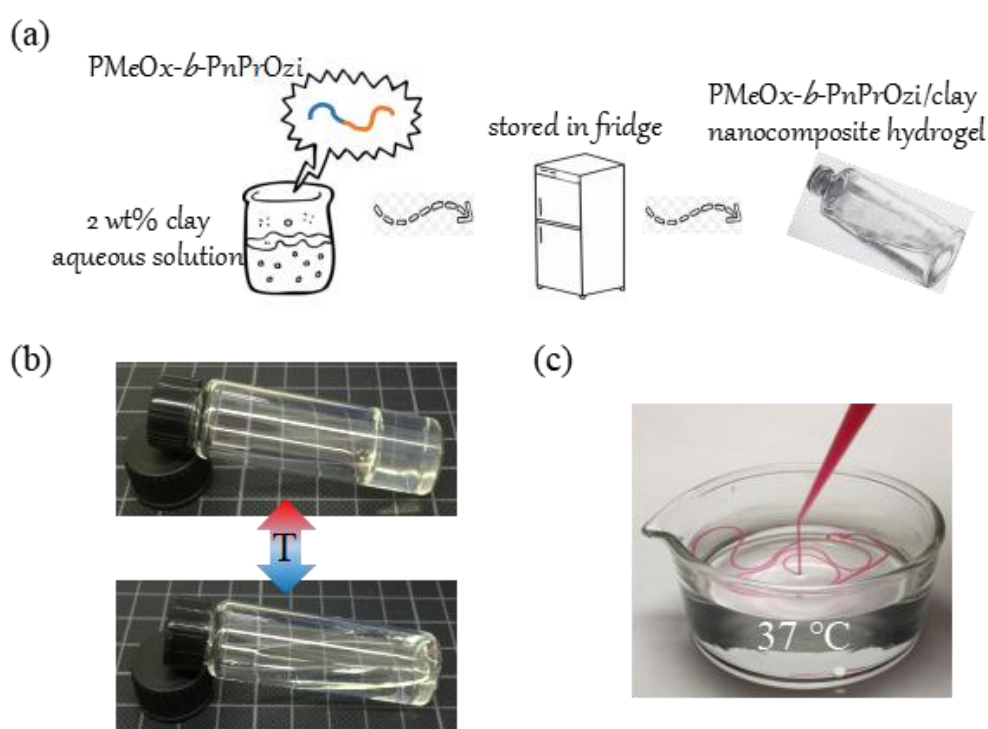 (a)
PMeOx-b-PnPrOzi
2 wt% clay
aqueous solution
stored in fridge
PMeOx-b-PnPrOzi/clay
nanocomposite hydrogel
(b)
T
(c)
37 °C